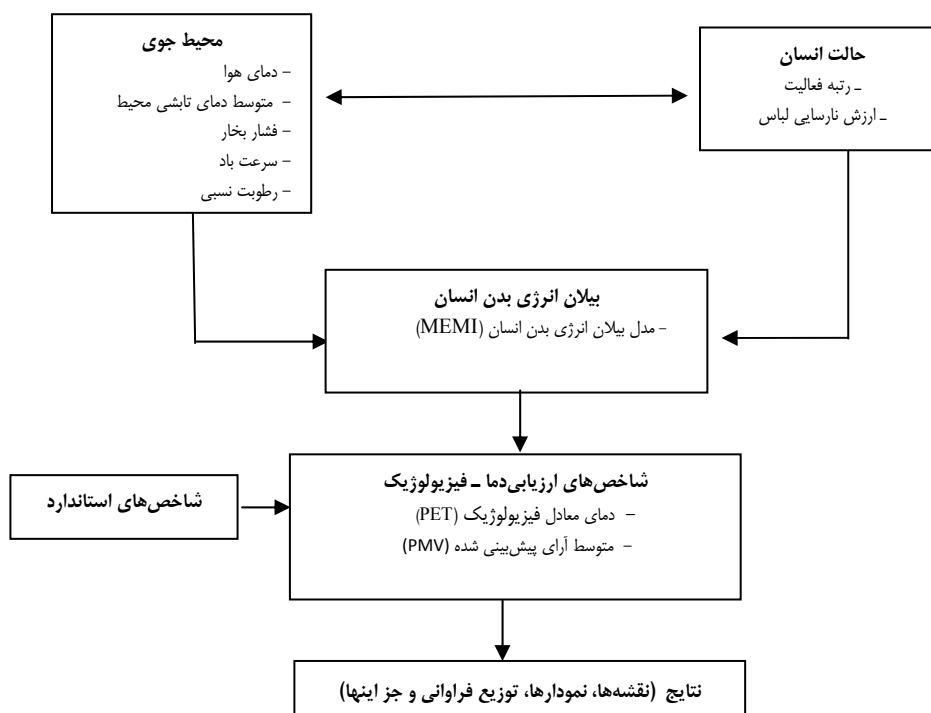 حالت انسان
ـ رتبه فعالیت
ـ ارزش نارسایی لباس
محیط جوی
- دمای هوا
- متوسط دمای تابشی محیط
- فشار بخار
- سرعت باد
- رطوبت نسبی
بیلان انرژی بدن انسان
- مدل بیلان انرژی بدن انسان (MEMI)
شاخص‌های ارزیابی‌دما ـ فیزیولوژیک
- دمای معادل فیزیولوژیک (PET)
- متوسط آرای پیش‌بینی شده (PMV)
شاخص‌های استاندارد
نتایج (نقشه‌ها، نمودارها، توزیع فراوانی و جز اینها)